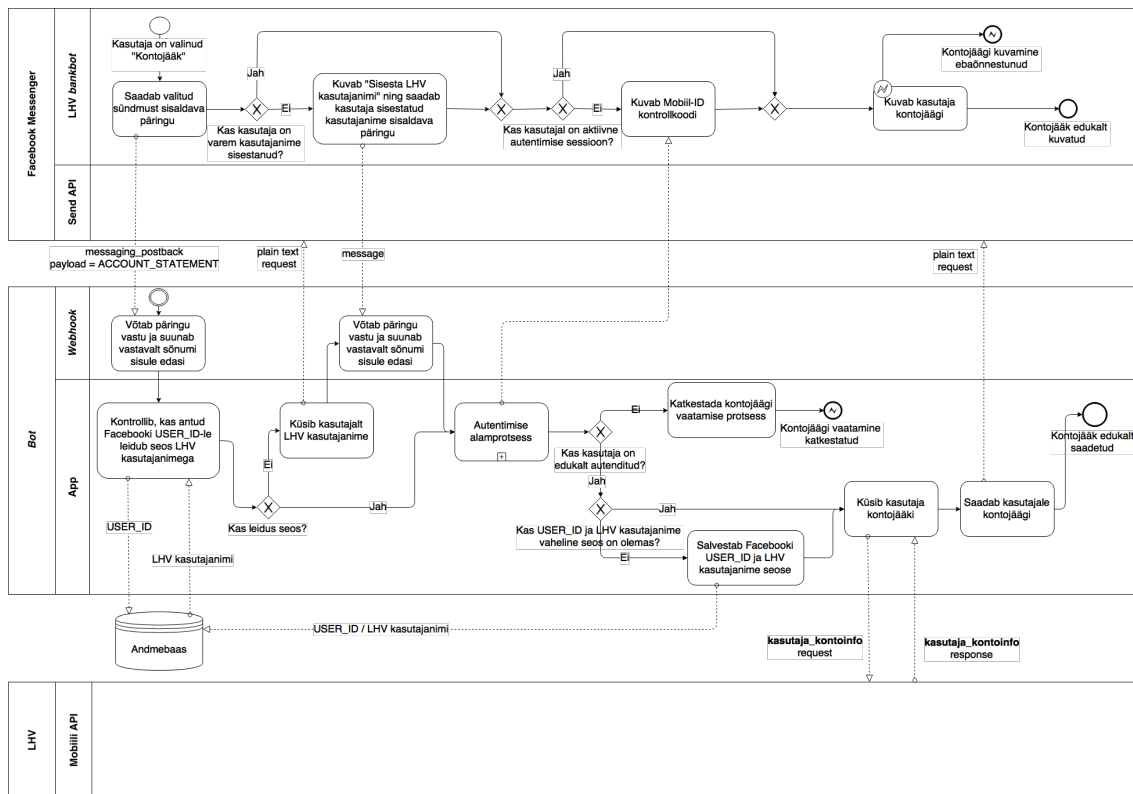 Facebook Messenger
LHV bankbot
Send API
Kasutaja on valinud
"Kontojääk"
Saadab valitud
sündmust sisaldava
päringu
Jah
Ei
Kas kasutaja on
varem kasutajanime
sisestanud?
Kuvab "Sisesta LHV
kasutajanimi" ning saadab
kasutaja sisestatud
kasutajanime sisaldava
päringu
Jah
Ei
Kas kasutajal on aktiivne
autentimise sessioon?
Kuvab Mobiil-ID
kontrollkoodi
Kuvab kasutaja
kontojäägi
Kontojäägi kuvamine
ebaõnnestunud
Kontojääk edukalt
kuvatud
messaging_postback
payload = ACCOUNT_STATEMENT
plain text
request
message
plain text
request
Bot
Webhook
App
Võtab päringu
vastu ja suunab
vastavalt sõnumi
sisule edasi
Võtab päringu
vastu ja suunab
vastavalt sõnumi
sisule edasi
Kontrollib, kas antud
Facebooki USER_ID-le
leidub seos LHV
kasutajanimega
Ei
Kas leidus seos?
Jah
Küsib kasutajalt
LHV kasutajanime
Autentimise
alamprotsess
Ei
Kas kasutaja on
edukalt autenditud?
Jah
Katkestada kontojäägi
vaatamise protsess
Kontojäägi vaatamine
katkestatud
Jah
Kas USER_ID ja LHV kasutajanime
vaheline seos on olemas?
Ei
Salvestab Facebooki
USER_ID ja LHV
kasutajanime seose
Küsib kasutaja
kontojääki
Saadab kasutajale
kontojäägi
Kontojääk edukalt
saadetud
USER_ID
LHV kasutajanimi
Andmebaas
USER_ID / LHV kasutajanimi
kasutaja_kontoinfo
request
kasutaja_kontoinfo
response
LHV
Mobiili API